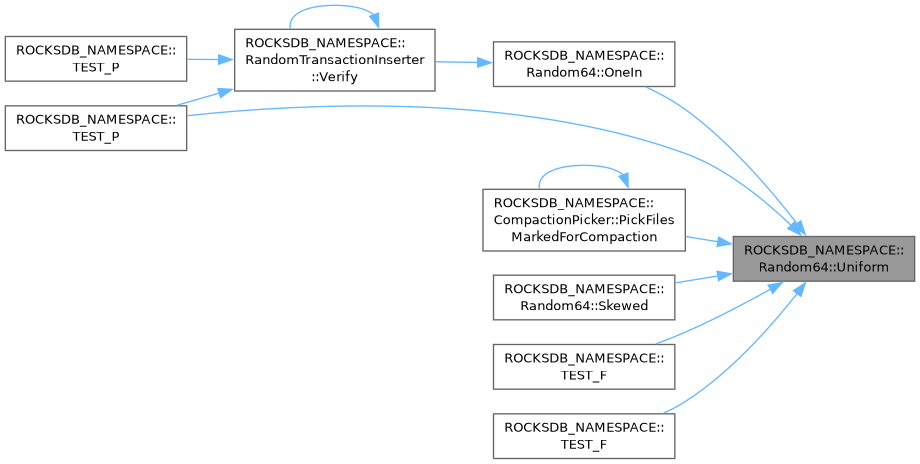 ROCKSDB_NAMESPACE::
TEST_P
ROCKSDB_NAMESPACE::
TEST_P
ROCKSDB_NAMESPACE::
RandomTransactionInserter
::Verify
ROCKSDB_NAMESPACE::
Random64::OneIn
ROCKSDB_NAMESPACE::
CompactionPicker::PickFiles
MarkedForCompaction
ROCKSDB_NAMESPACE::
Random64::Skewed
ROCKSDB_NAMESPACE::
TEST_F
ROCKSDB_NAMESPACE::
TEST_F
ROCKSDB_NAMESPACE::
Random64::Uniform